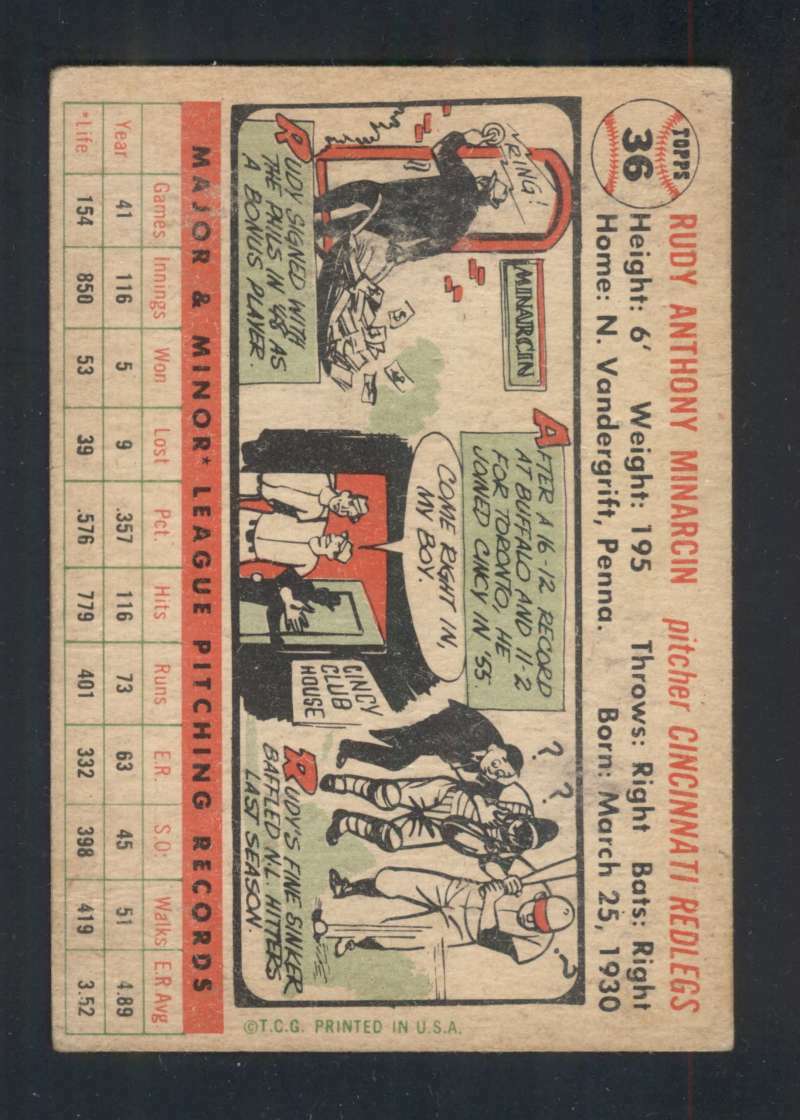 TOPPS
36
RUDY ANTHONY MINARCIN pitcher CINCINNATI REDLEGS
Height: 6' Weight: 195 Throws: Right Bats: Right
Home: N. Vandergrift, Penna. Born: March 25, 1930
RING!
MINARCIN
RUDY SIGNED WITH
THE PHILS IN '48 AS
A BONUS PLAYER.
AFTER A 16-12 RECORD
AT BUFFALO AND 11-2
FOR TORONTO, HE
JOINED CINCY IN '55.
COME RIGHT IN,
MY BOY.
CINCY
CLUB
HOUSE
? ?
?
RUDY'S FINE SINKER
BAFFLED N.L. HITTERS
LAST SEASON.
©T.C.G. PRINTED IN U.S.A.
MAJOR & MINOR* LEAGUE PITCHING RECORDS
Games Innings Won Lost Pct. Hits Runs E.R. S.O. Walks E.R Avg
Year 41 116 5 9 .357 116 73 63 45 51 4.89
*Life 154 850 53 39 .576 779 401 332 398 419 3.52